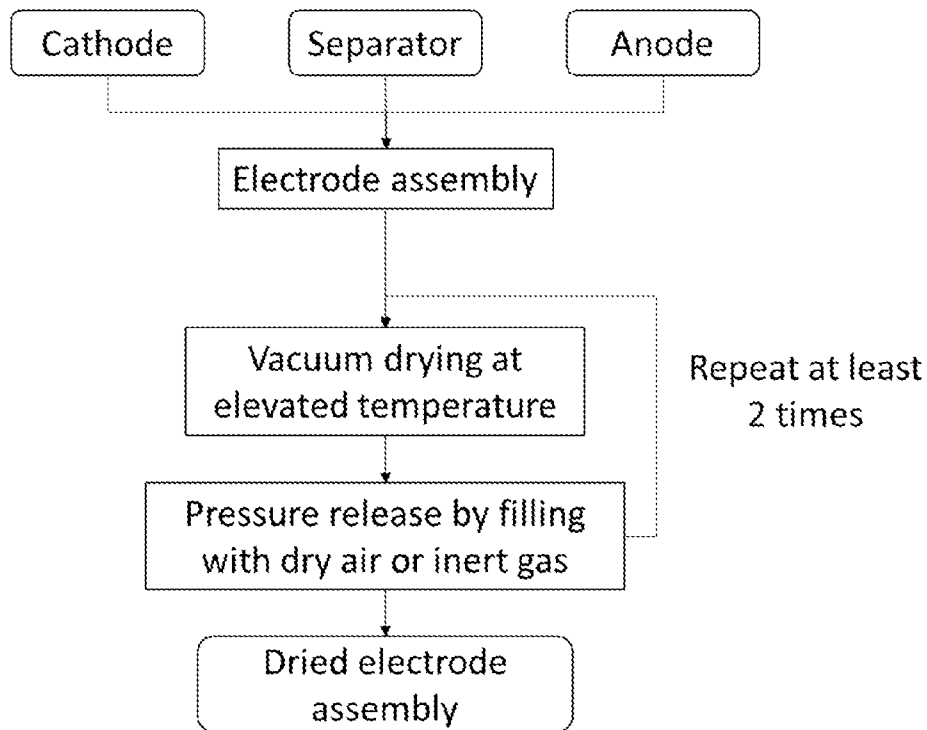 Cathode
Separator
Anode
Electrode assembly
Vacuum drying at
elevated temperature
Repeat at least
2 times
Pressure release by filling
with dry air or inert gas
Dried electrode
assembly